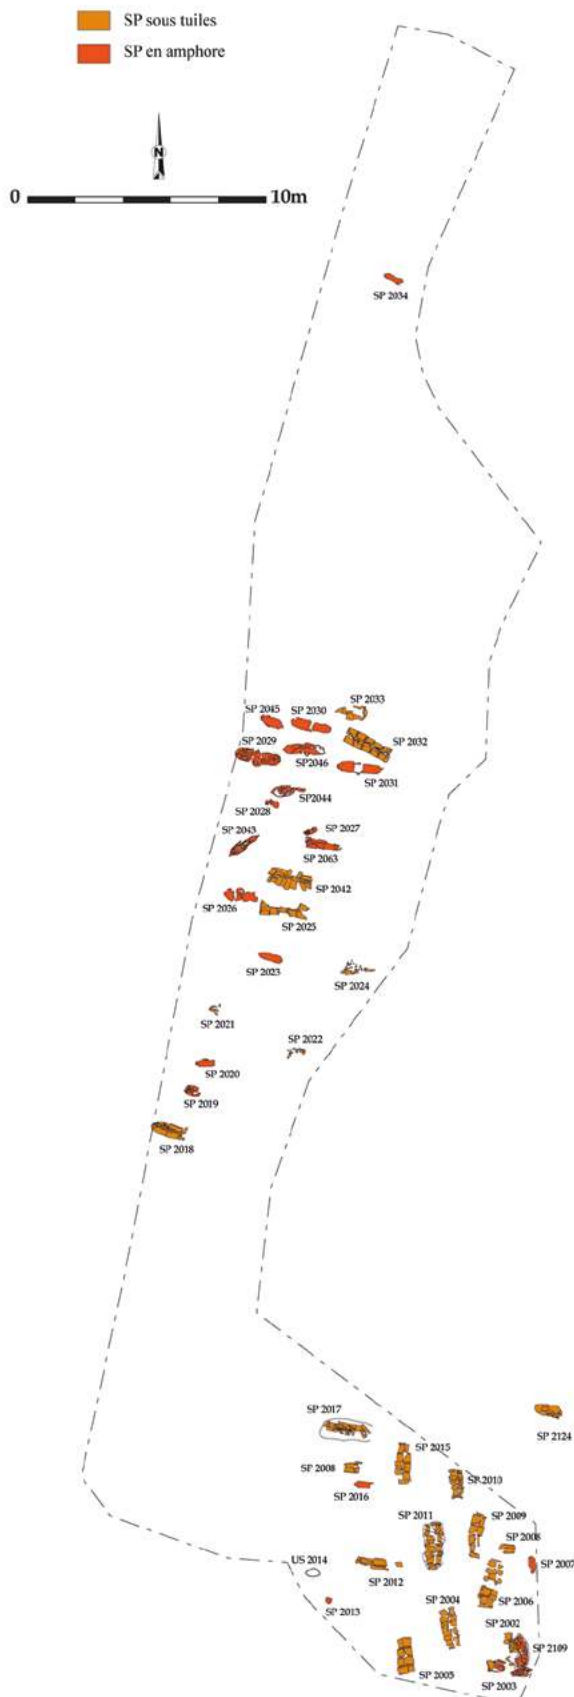 SP sous tuiles
SP en amphore
N
0 10m
SP 2034
SP 2033
SP 2045 SP 2030
SP 2032
SP 2029
SP2046
SP 2031
SP2044
SP 2028
SP 2027
SP 2043
SP 2063
SP 2042
SP 2026
SP 2025
SP 2023
SP 2024
SP 2021
SP 2022
SP 2020
SP 2019
SP 2018
SP 2017
SP 2124
SP 2015
SP 2008
SP 2010
SP 2016
SP 2009
SP 2011
SP 2008
SP 2007
US 2014
SP 2012
SP 2004
SP 2006
SP 2013
SP 2002
SP 2109
SP 2005
SP 2003